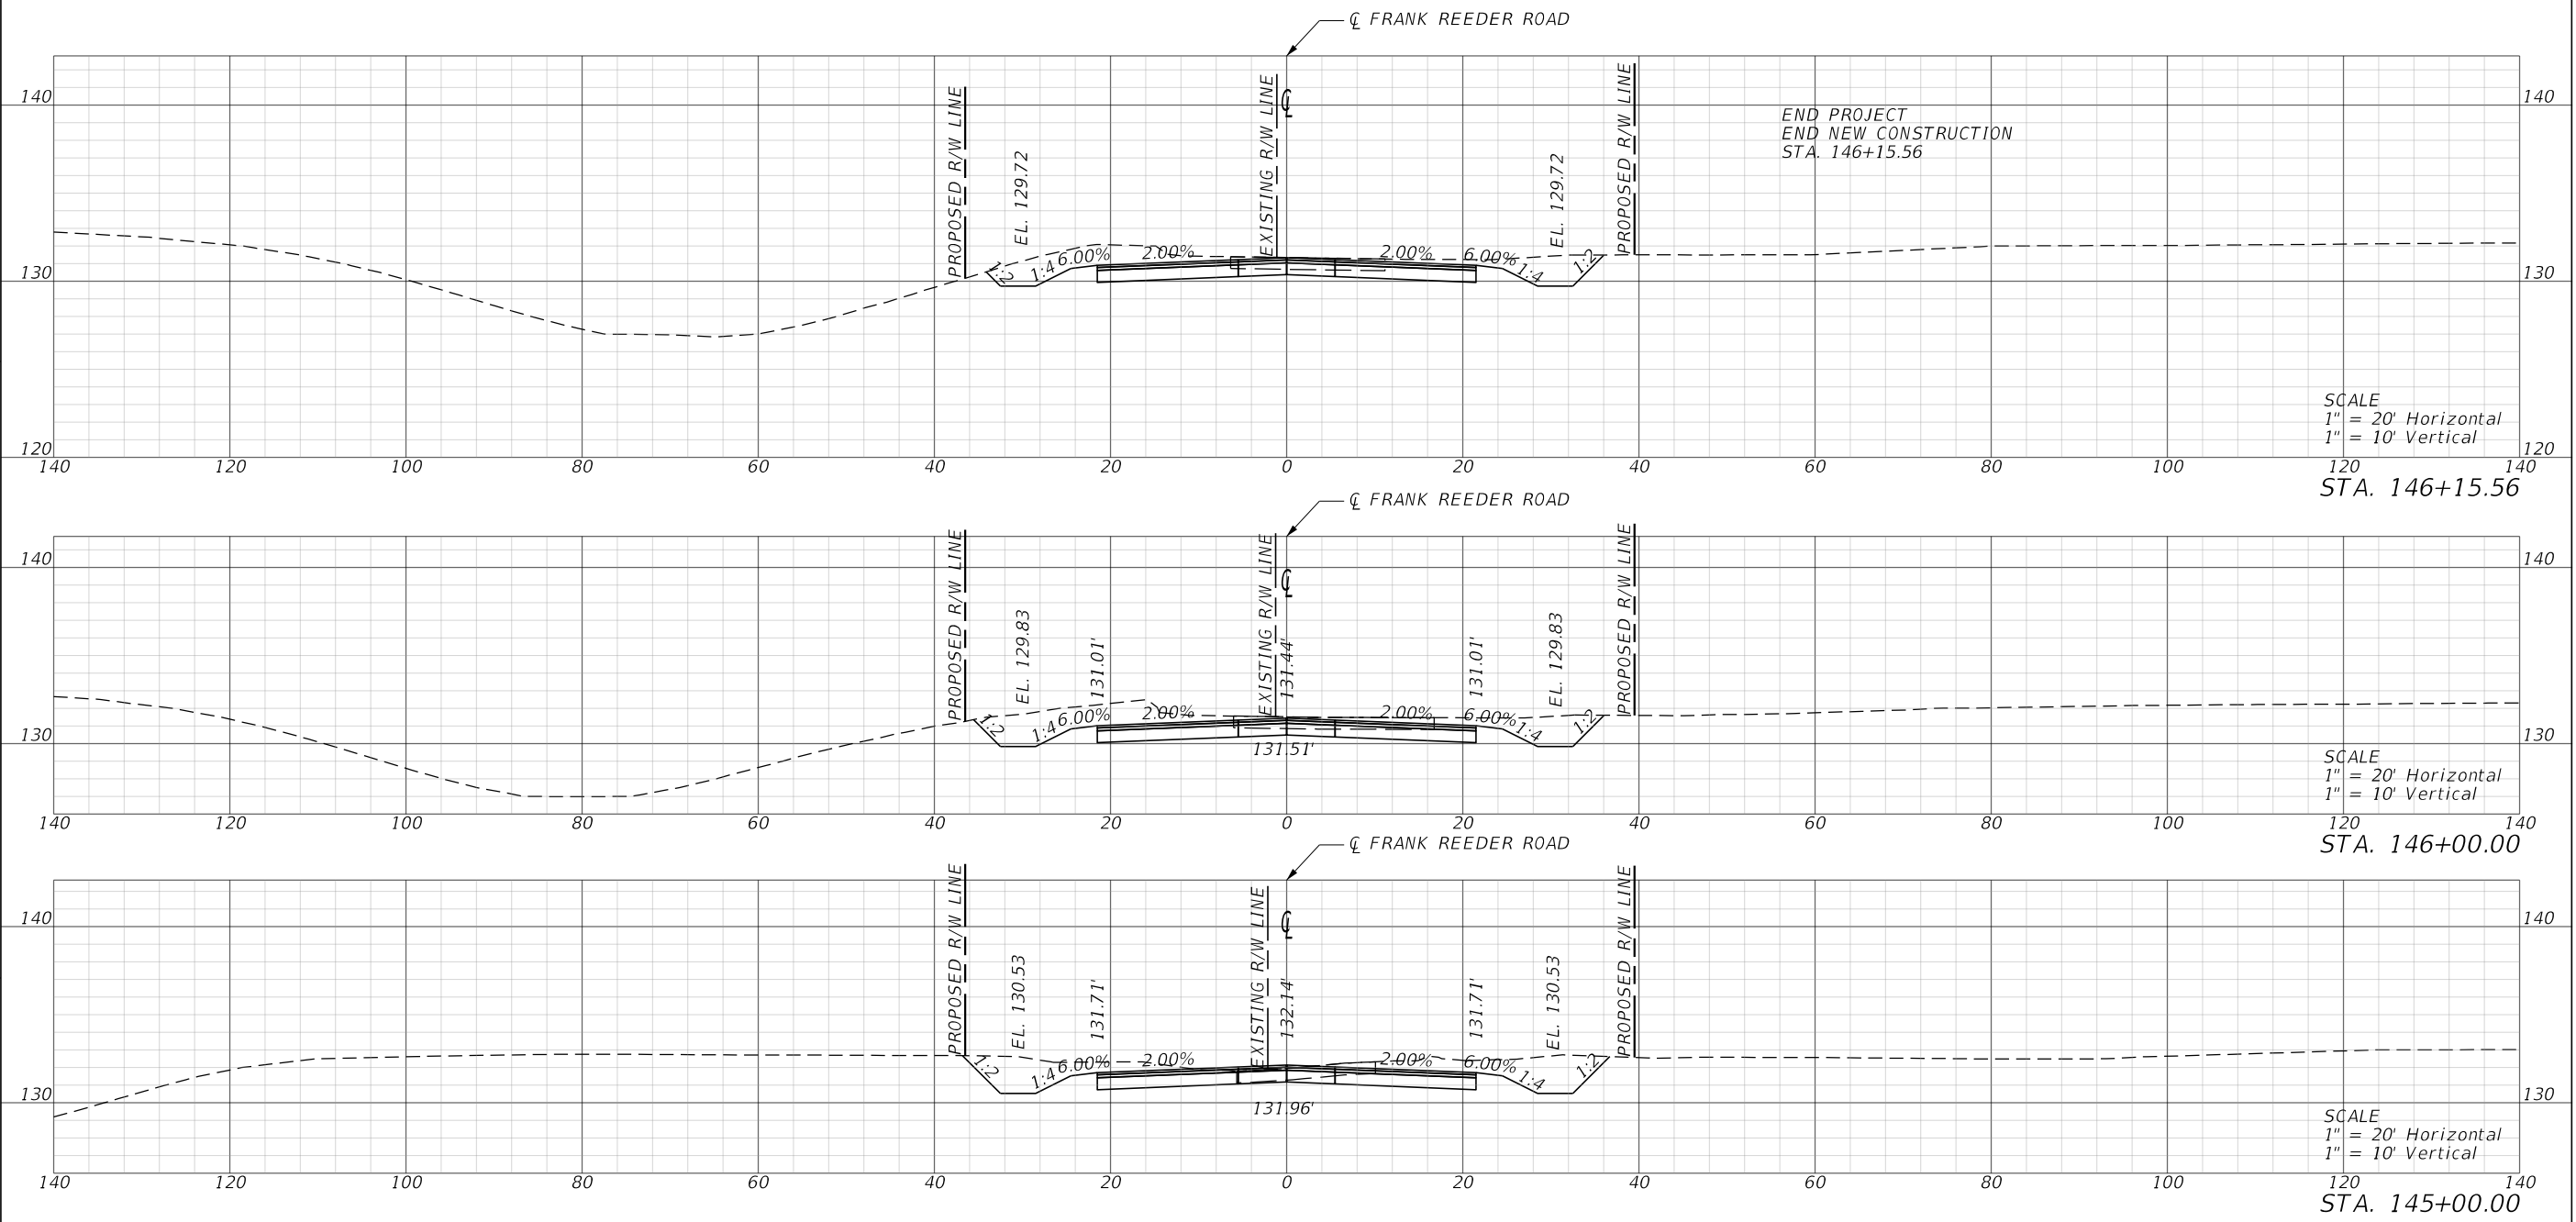 ℄ FRANK REEDER ROAD
PROPOSED R/W LINE
EL. 129.72
EXISTING R/W LINE
℄
EL. 129.72
PROPOSED R/W LINE
END PROJECT
END NEW CONSTRUCTION
STA. 146+15.56
140 140
1:2 1:4 6.00% 2.00% 2.00% 6.00% 1:4 1:2
130 130
SCALE
1" = 20' Horizontal
1" = 10' Vertical
120 120
140 120 100 80 60 40 20 0 20 40 60 80 100 120 140
STA. 146+15.56
℄ FRANK REEDER ROAD
PROPOSED R/W LINE
EL. 129.83
131.01'
EXISTING R/W LINE
℄
131.44'
131.01'
EL. 129.83
PROPOSED R/W LINE
140 140
1:2 1:4 6.00% 2.00% 2.00% 6.00% 1:4 1:2
130 130
131.51'
SCALE
1" = 20' Horizontal
1" = 10' Vertical
140 120 100 80 60 40 20 0 20 40 60 80 100 120 140
STA. 146+00.00
℄ FRANK REEDER ROAD
PROPOSED R/W LINE
EL. 130.53
131.71'
EXISTING R/W LINE
℄
132.14'
131.71'
EL. 130.53
PROPOSED R/W LINE
140 140
1:2 1:4 6.00% 2.00% 2.00% 6.00% 1:4 1:2
130 130
131.96'
SCALE
1" = 20' Horizontal
1" = 10' Vertical
140 120 100 80 60 40 20 0 20 40 60 80 100 120 140
STA. 145+00.00